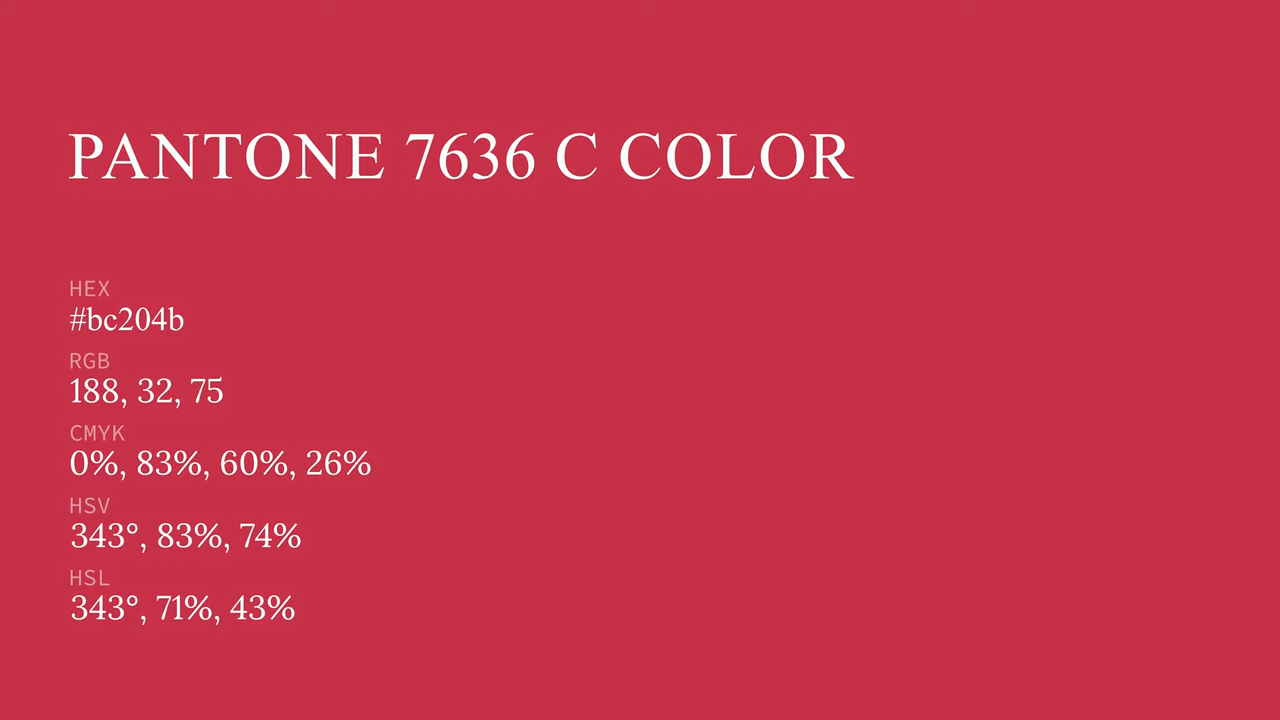 PANTONE 7636 C COLOR
HEX
#bc204b
RGB
188, 32, 75
CMYK
0%, 83%, 60%, 26%
HSV
343°, 83%, 74%
HSL
343°, 71%, 43%